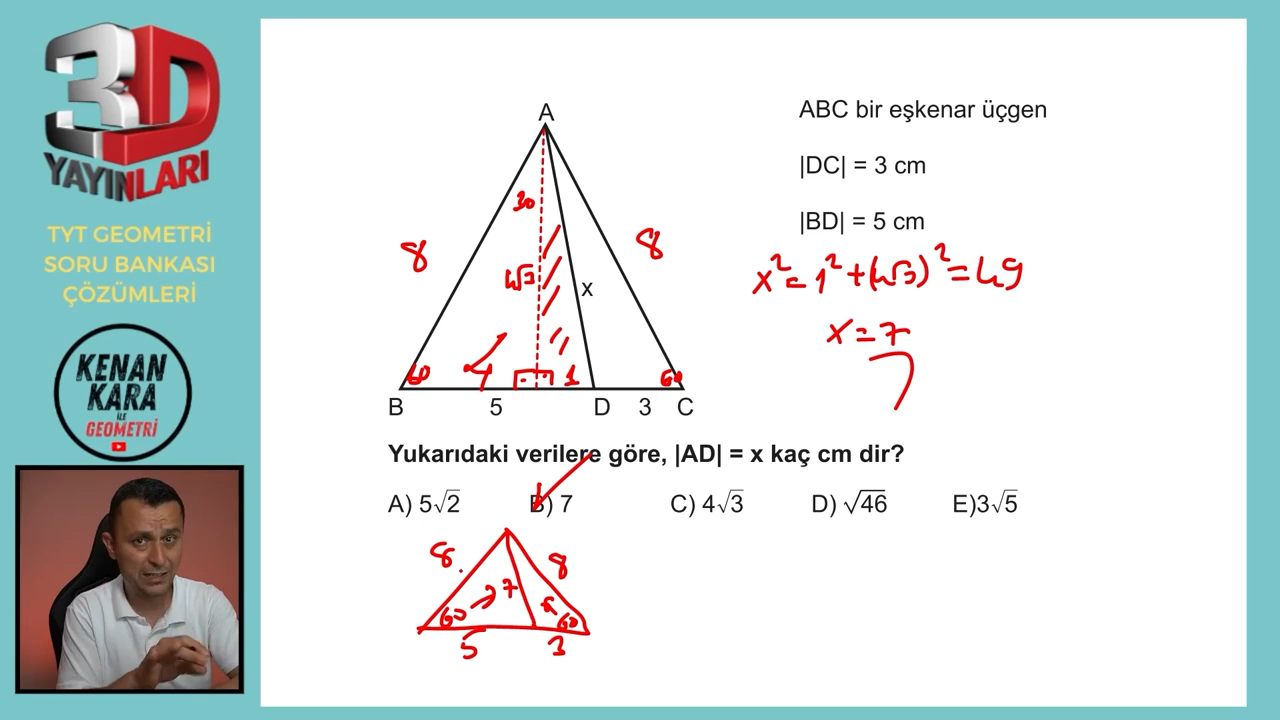 3D
YAYINLARI
TYT GEOMETRİ
SORU BANKASI
ÇÖZÜMLERİ
KENAN
KARA
İLE
GEOMETRİ
A
30
8
8
4√3
x
4
1
60
60
B
5
D
3
C
ABC bir eşkenar üçgen
|DC| = 3 cm
|BD| = 5 cm
x² = 1² + (4√3)² = 49
x = 7
Yukarıdaki verilere göre, |AD| = x kaç cm dir?
A) 5√2 B) 7 C) 4√3 D) √46 E)3√5
8
8
7
60
60
5
3